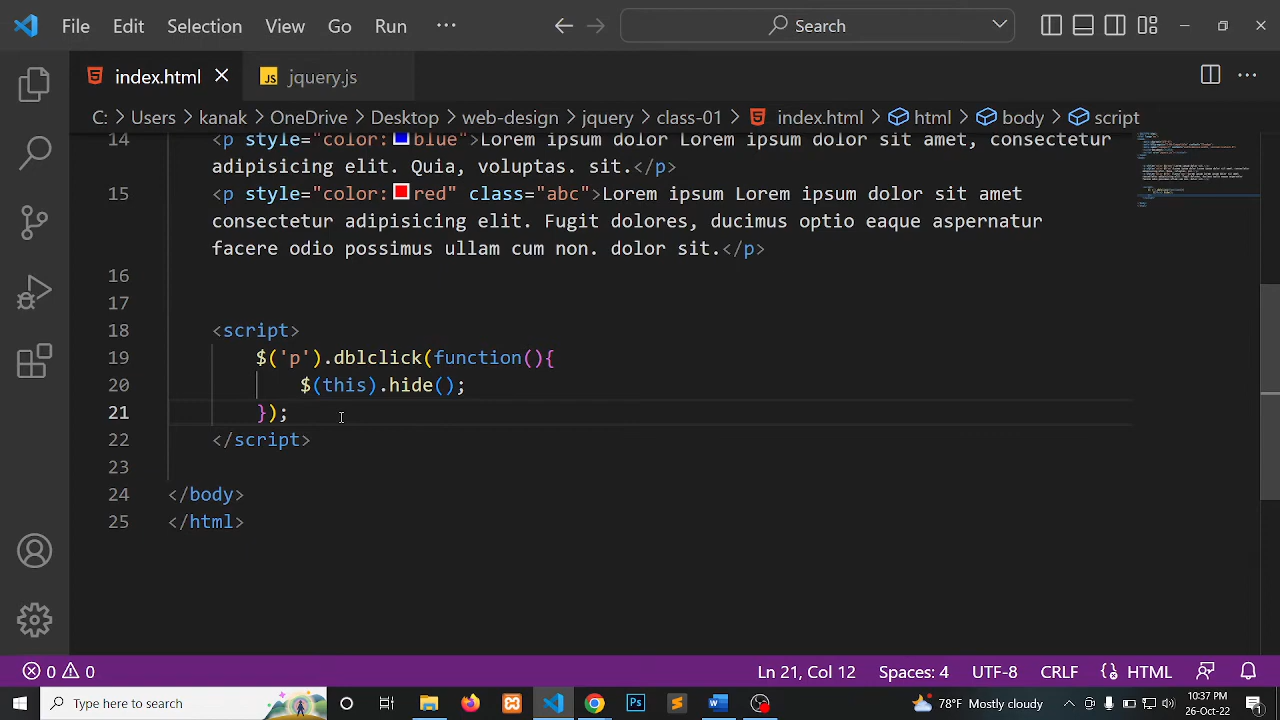 File Edit Selection View Go Run ··· Search
index.html jquery.js
C: > Users > kanak > OneDrive > Desktop > web-design > jquery > class-01 > index.html > html > body > script
14 <p style="color:blue">Lorem ipsum dolor Lorem ipsum dolor sit amet, consectetur
adipisicing elit. Quia, voluptas. sit.</p>
15 <p style="color:red" class="abc">Lorem ipsum Lorem ipsum dolor sit amet
consectetur adipisicing elit. Fugit dolores, ducimus optio eaque aspernatur
facere odio possimus ullam cum non. dolor sit.</p>
16
17
18 <script>
19 $('p').dblclick(function(){
20 $(this).hide();
21 });
22 </script>
23
24 </body>
25 </html>
0 0 Ln 21, Col 12 Spaces: 4 UTF-8 CRLF HTML
Type here to search 78°F Mostly cloudy 10:37 PM
26-Oct-22 1